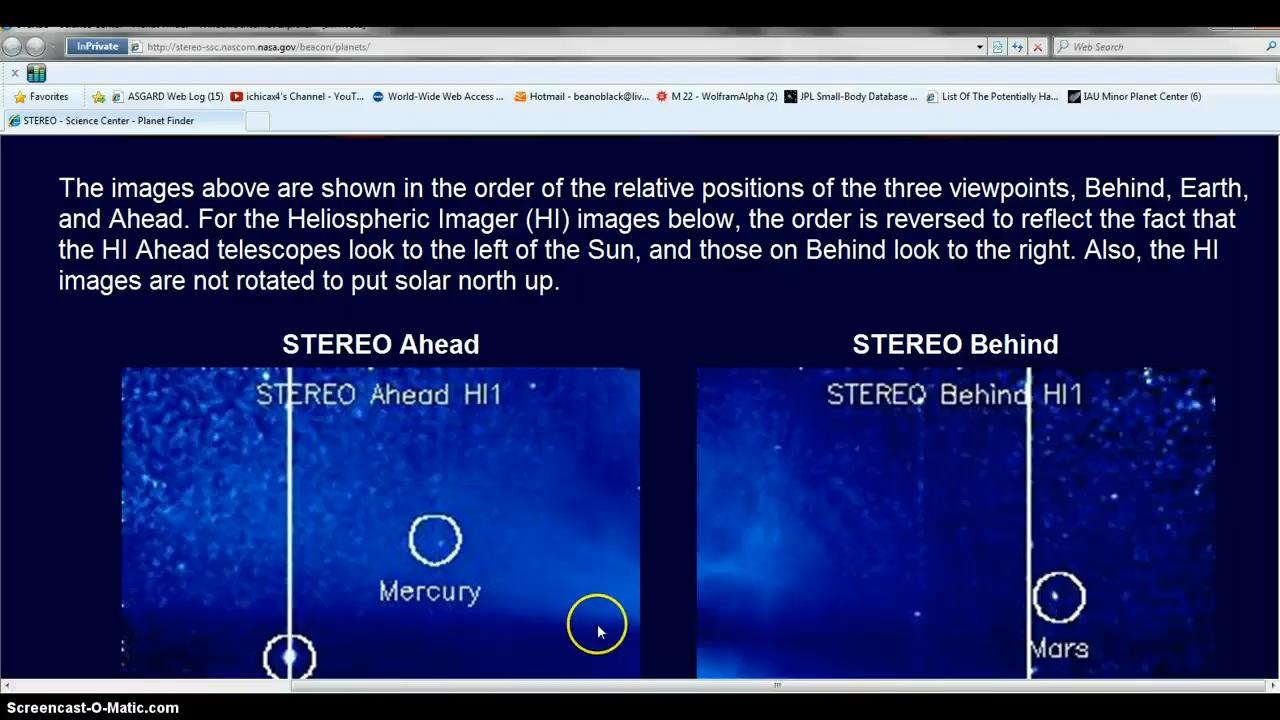 InPrivate
http://stereo-ssc.nascom.nasa.gov/beacon/planets/
Web Search
x
Favorites
ASGARD Web Log (15)
ichicax4's Channel - YouT...
World-Wide Web Access ...
Hotmail - beanoblack@liv...
M 22 - WolframAlpha (2)
JPL Small-Body Database ...
List Of The Potentially Ha...
IAU Minor Planet Center (6)
STEREO - Science Center - Planet Finder
The images above are shown in the order of the relative positions of the three viewpoints, Behind, Earth,
and Ahead. For the Heliospheric Imager (HI) images below, the order is reversed to reflect the fact that
the HI Ahead telescopes look to the left of the Sun, and those on Behind look to the right. Also, the HI
images are not rotated to put solar north up.
STEREO Ahead
STEREO Behind
STEREO Ahead HI1
STEREO Behind HI1
Mercury
Mars
Screencast-O-Matic.com